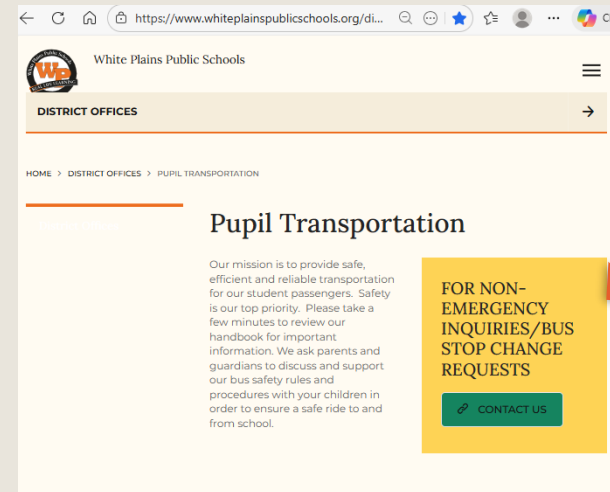 https://www.whiteplainspublicschools.org/di...
White Plains Public Schools
WP
DISTRICT OFFICES
HOME > DISTRICT OFFICES > PUPIL TRANSPORTATION
Pupil Transportation
Our mission is to provide safe,
efficient and reliable transportation
for our student passengers. Safety
is our top priority. Please take a
few minutes to review our
handbook for important
information. We ask parents and
guardians to discuss and support
our bus safety rules and
procedures with your children in
order to ensure a safe ride to and
from school.
FOR NON-
EMERGENCY
INQUIRIES/BUS
STOP CHANGE
REQUESTS
CONTACT US